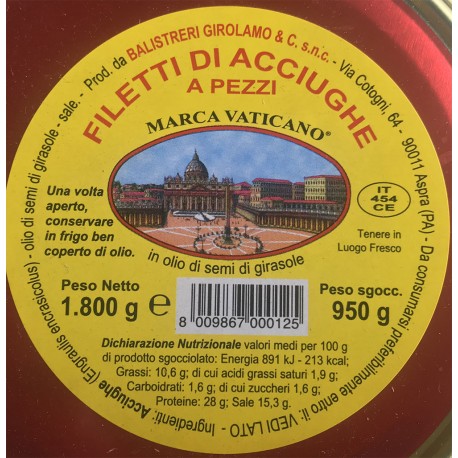 Ingredienti: Acciughe (Engraulis encrasicolus) - olio di semi di girasole - sale. - Prod. da BALISTRERI GIROLAMO & C. s.n.c. - Via Cotogni, 64 - 90011 Aspra (PA) - Da consumarsi preferibilmente entro il: VEDI LATO -
FILETTI DI ACCIUGHE
A PEZZI
MARCA VATICANO®
Una volta
aperto,
conservare
in frigo ben
coperto di olio.
IT
454
CE
Tenere in
Luogo Fresco
in olio di semi di girasole
Peso Netto
1.800 g e
8 009867 000125
Peso sgocc.
950 g
Dichiarazione Nutrizionale valori medi per 100 g
di prodotto sgocciolato: Energia 891 kJ - 213 kcal;
Grassi: 10,6 g; di cui acidi grassi saturi 1,9 g;
Carboidrati: 1,6 g; di cui zuccheri 1,6 g;
Proteine: 28 g; Sale 15,3 g.